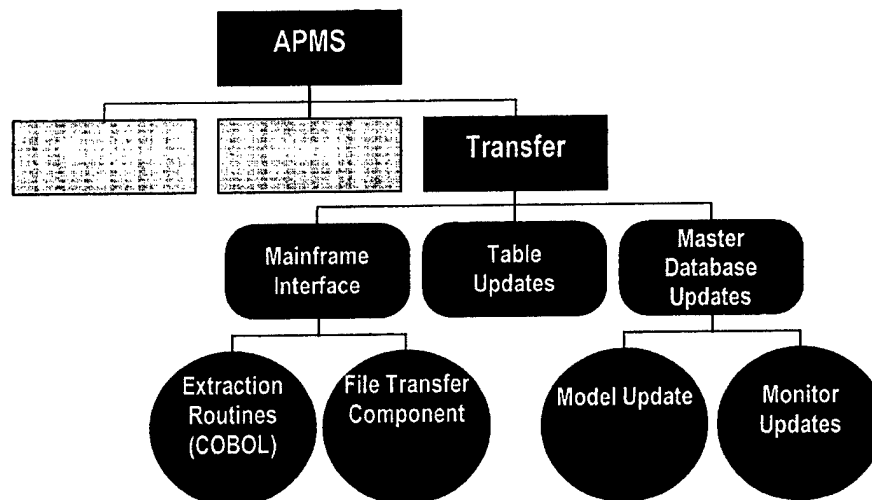 APMS
Transfer
Mainframe
Interface
Table
Updates
Master
Database
Updates
Extraction
Routines
(COBOL)
File Transfer
Component
Model Update
Monitor
Updates